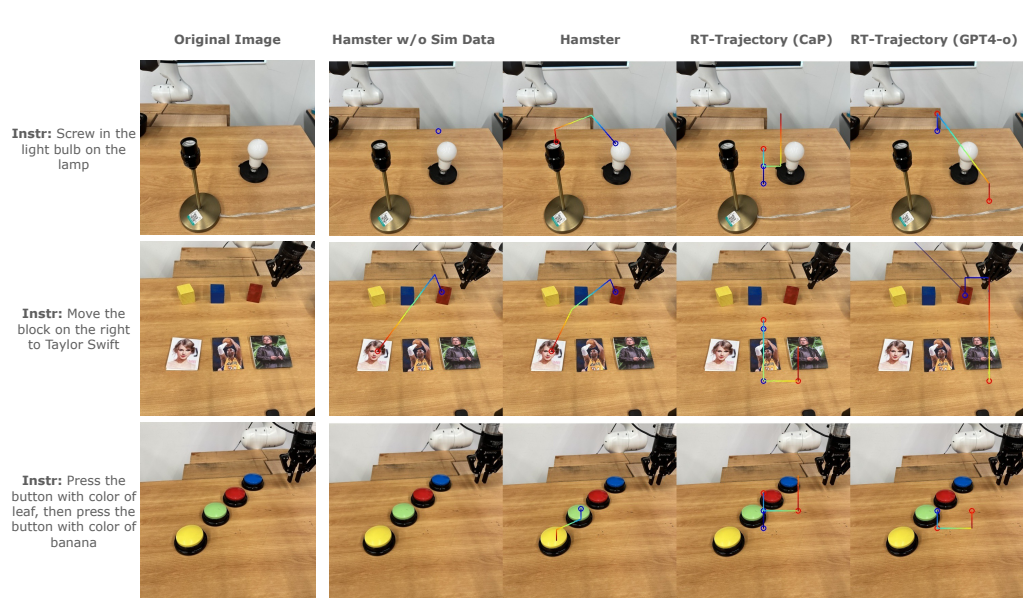 Original Image
Hamster w/o Sim Data
Hamster
RT-Trajectory (CaP)
RT-Trajectory (GPT4-o)
Instr: Screw in the
light bulb on the
lamp
Instr: Move the
block on the right
to Taylor Swift
Instr: Press the
button with color of
leaf, then press the
button with color of
banana